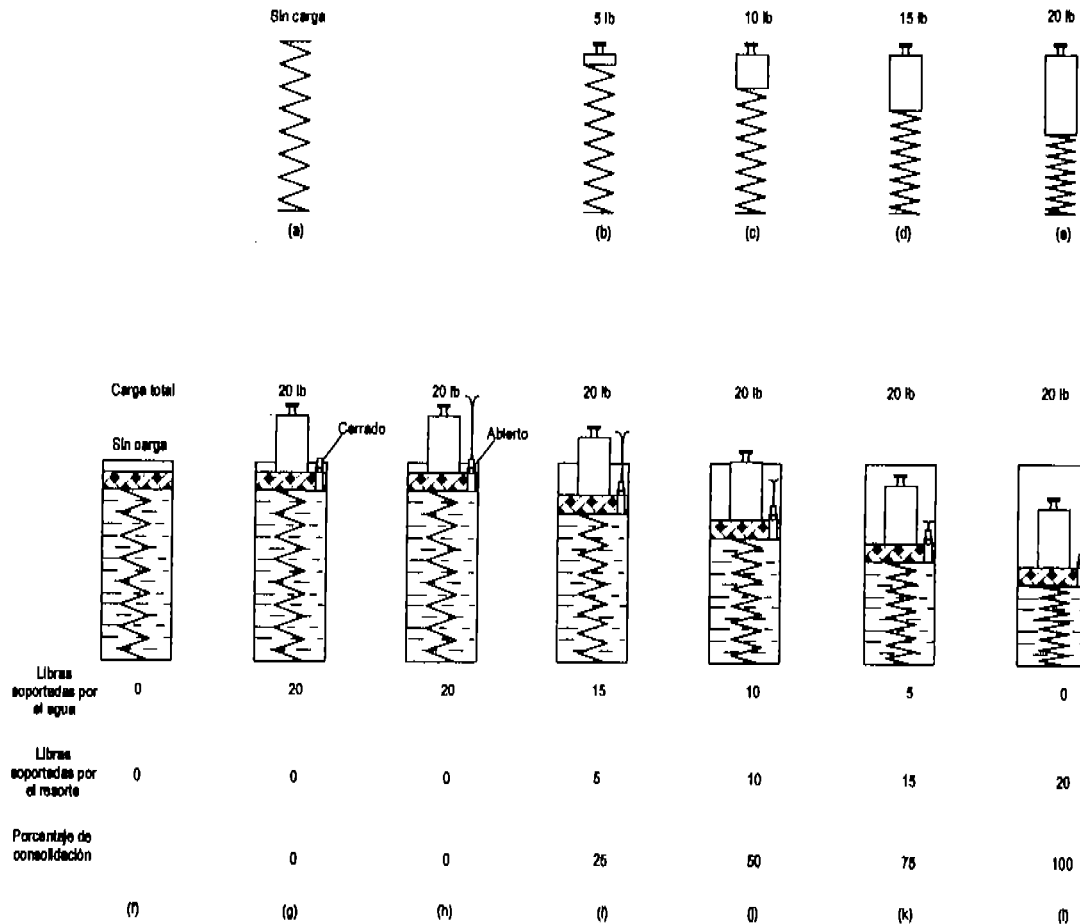 Sin carga 5 lb 10 lb 15 lb 20 lb
(a) (b) (c) (d) (e)
Carga total 20 lb 20 lb 20 lb 20 lb 20 lb 20 lb
Sin carga Cerrado Abierto
Libras
soportadas por 0 20 20 15 10 5 0
el agua
Libras
soportadas por 0 0 0 5 10 15 20
el resorte
Porcentaje de
consolidación 0 0 25 50 75 100
(f) (g) (h) (i) (j) (k) (l)